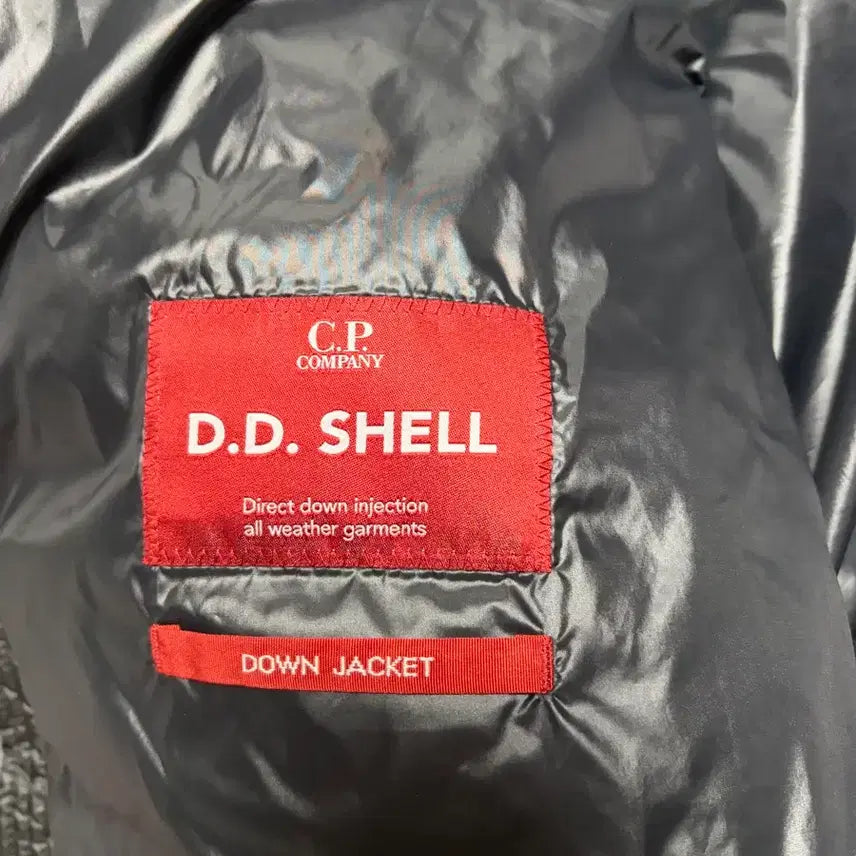 C.P.
COMPANY
D.D. SHELL
Direct down injection
all weather garments
DOWN JACKET